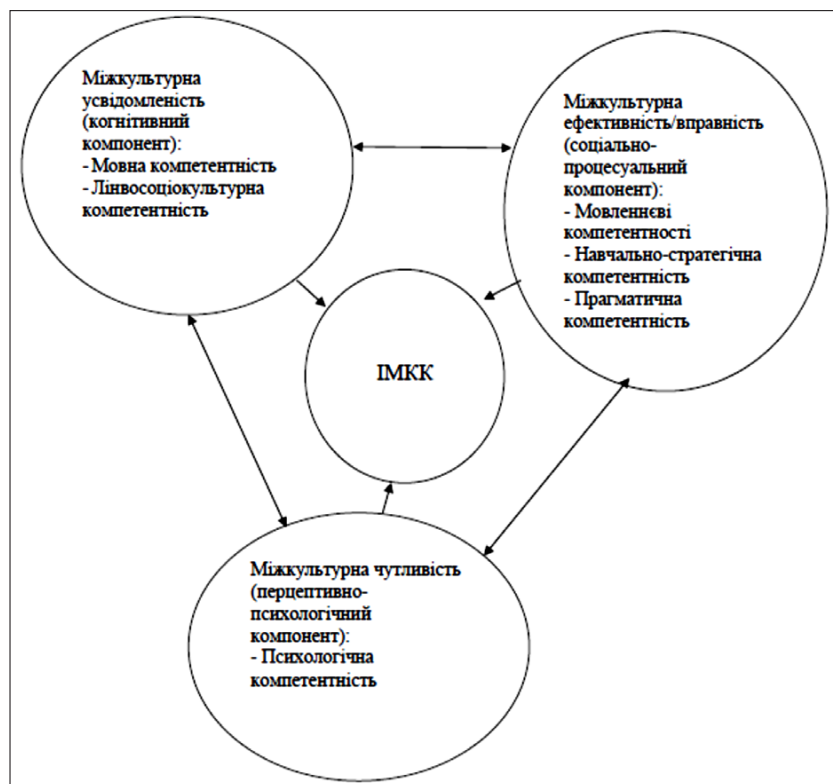 Міжкультурна
усвідомленість
(когнітивний
компонент):
- Мовна компетентність
- Лінвосоціокультурна
компетентність
Міжкультурна
ефективність/вправність
(соціально-
процесуальний
компонент):
- Мовленнєві
компетентності
- Навчально-стратегічна
компетентність
- Прагматична
компетентність
ІМКК
Міжкультурна чутливість
(перцептивно-
психологічний
компонент):
- Психологічна
компетентність